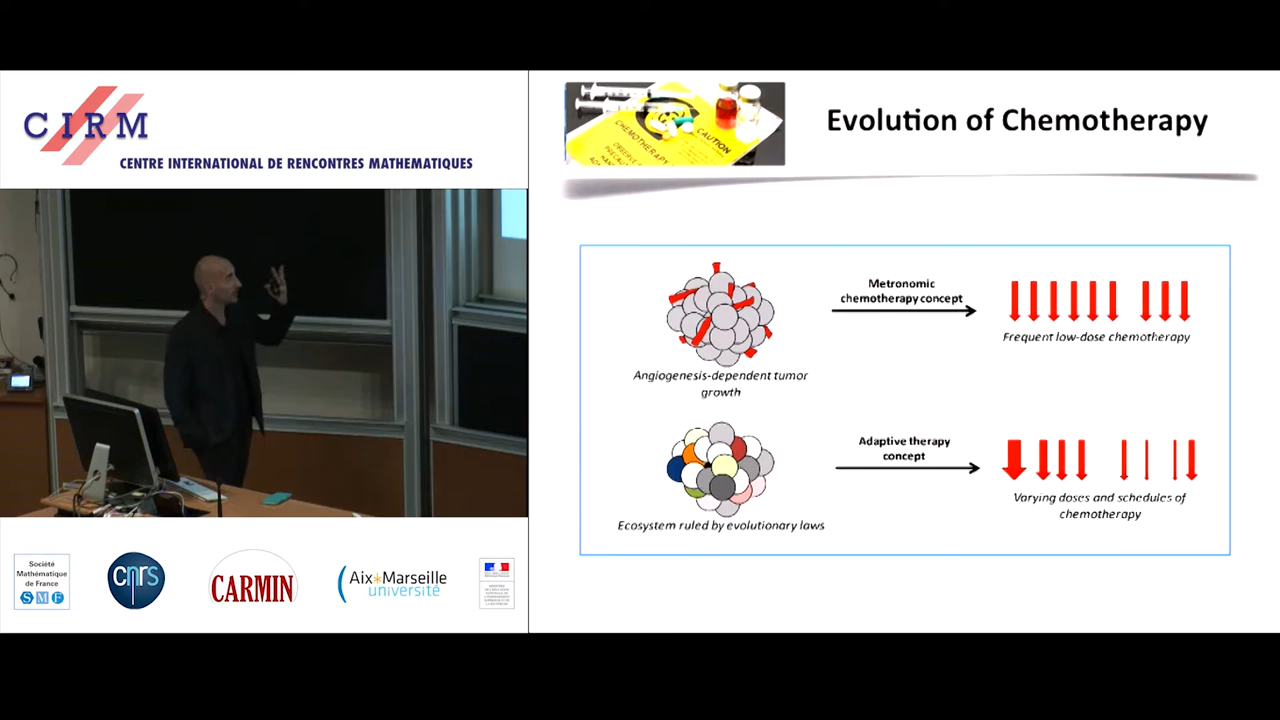 CIRM
CENTRE INTERNATIONAL DE RENCONTRES MATHEMATIQUES
Société
Mathématique
de France
SMF
cnrs
CARMIN
Aix*Marseille
université
Evolution of Chemotherapy
CHEMOTHERAPY
CAUTION
Metronomic
chemotherapy concept
Frequent low-dose chemotherapy
Angiogenesis-dependent tumor
growth
Adaptive therapy
concept
Varying doses and schedules of
chemotherapy
Ecosystem ruled by evolutionary laws